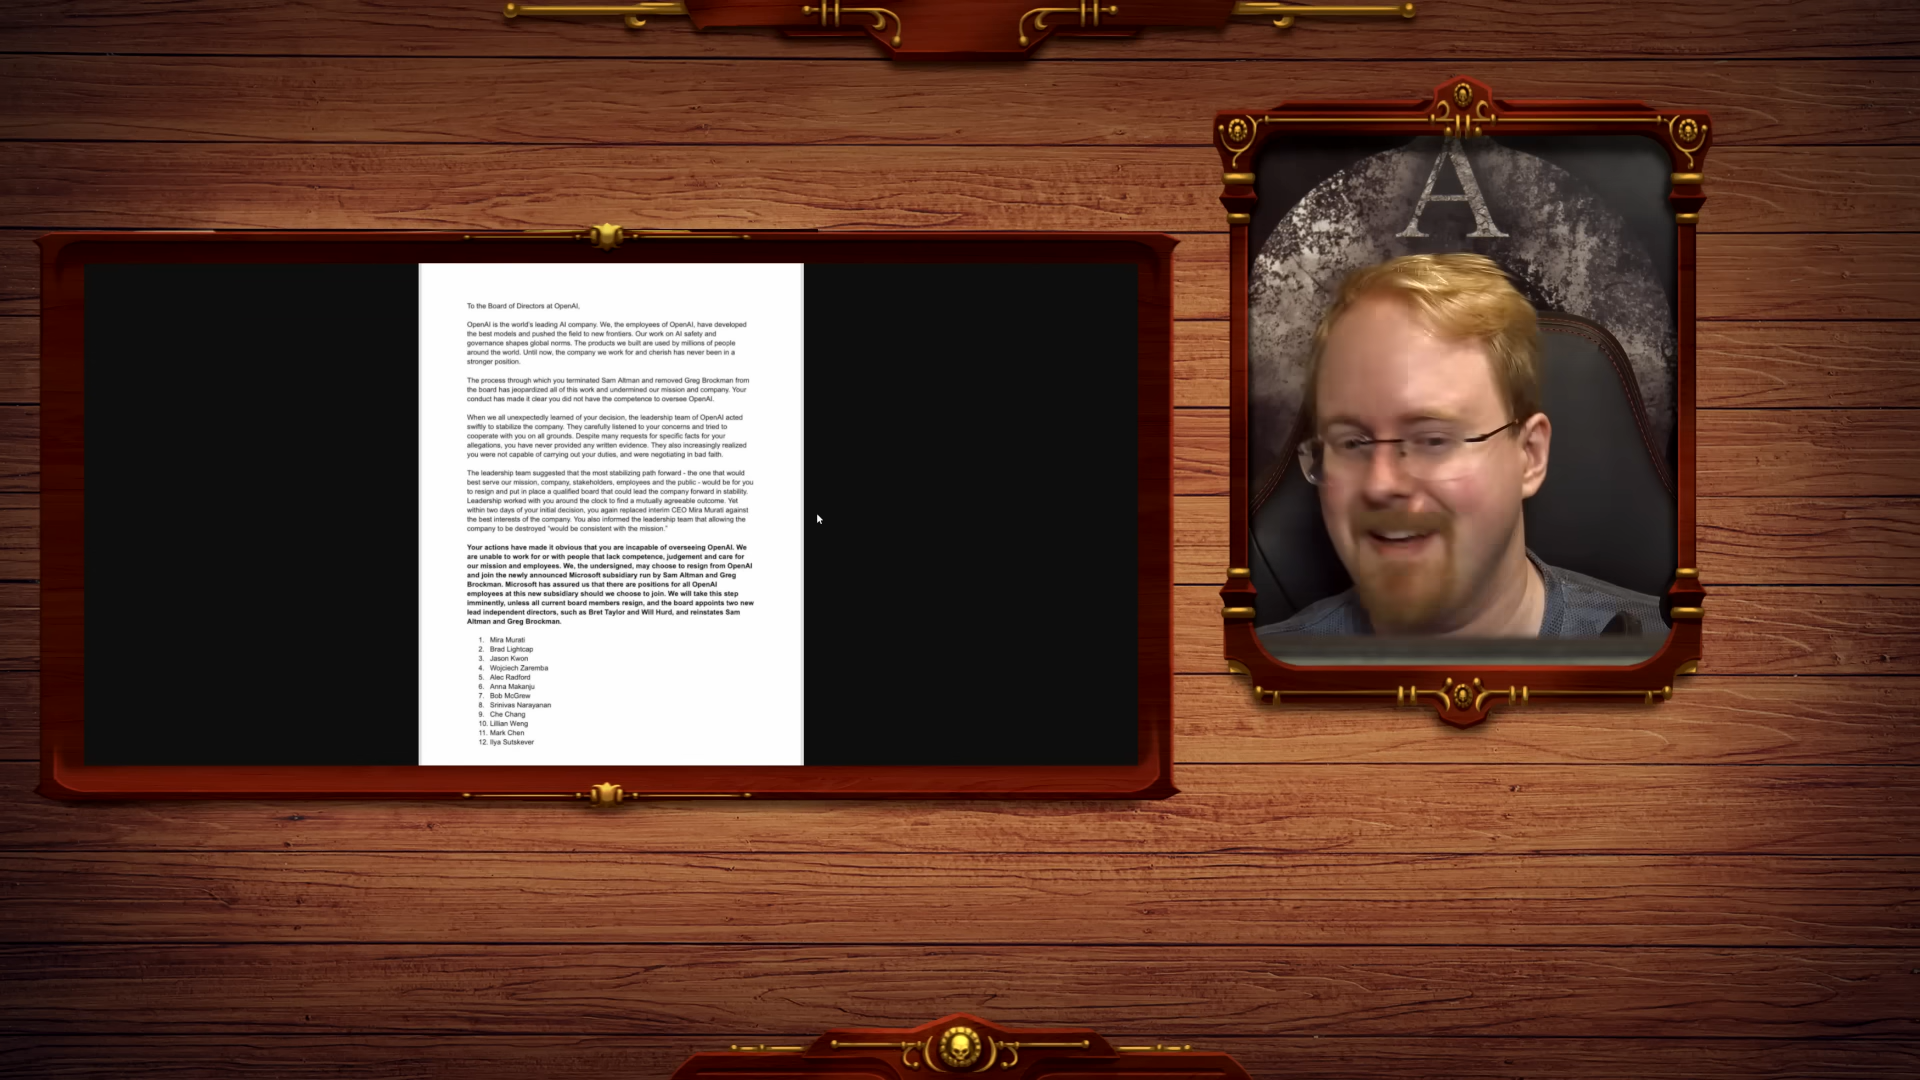 A
To the Board of Directors at OpenAI,
OpenAI is the world's leading AI company. We, the employees of OpenAI, have developed
the best models and pushed the field to new frontiers. Our work on AI safety and
governance shapes global norms. The products we built are used by millions of people
around the world. Until now, the company we work for and cherish has never been in a
stronger position.
The process through which you terminated Sam Altman and removed Greg Brockman from
the board has jeopardized all of this work and undermined our mission and company. Your
conduct has made it clear you did not have the competence to oversee OpenAI.
When we all unexpectedly learned of your decision, the leadership team of OpenAI acted
swiftly to stabilize the company. They carefully listened to your concerns and tried to
cooperate with you on all grounds. Despite many requests for specific facts for your
allegations, you have never provided any written evidence. They also increasingly realized
you were not capable of carrying out your duties, and were negotiating in bad faith.
The leadership team suggested that the most stabilizing path forward - the one that would
best serve our mission, company, stakeholders, employees and the public - would be for you
to resign and put in place a qualified board that could lead the company forward in stability.
Leadership worked with you around the clock to find a mutually agreeable outcome. Yet
within two days of your initial decision, you again replaced interim CEO Mira Murati against
the best interests of the company. You also informed the leadership team that allowing the
company to be destroyed "would be consistent with the mission."
Your actions have made it obvious that you are incapable of overseeing OpenAI. We
are unable to work for or with people that lack competence, judgement and care for
our mission and employees. We, the undersigned, may choose to resign from OpenAI
and join the newly announced Microsoft subsidiary run by Sam Altman and Greg
Brockman. Microsoft has assured us that there are positions for all OpenAI
employees at this new subsidiary should we choose to join. We will take this step
imminently, unless all current board members resign, and the board appoints two new
lead independent directors, such as Bret Taylor and Will Hurd, and reinstates Sam
Altman and Greg Brockman.
1. Mira Murati
2. Brad Lightcap
3. Jason Kwon
4. Wojciech Zaremba
5. Alec Radford
6. Anna Makanju
7. Bob McGrew
8. Srinivas Narayanan
9. Che Chang
10. Lillian Weng
11. Mark Chen
12. Ilya Sutskever